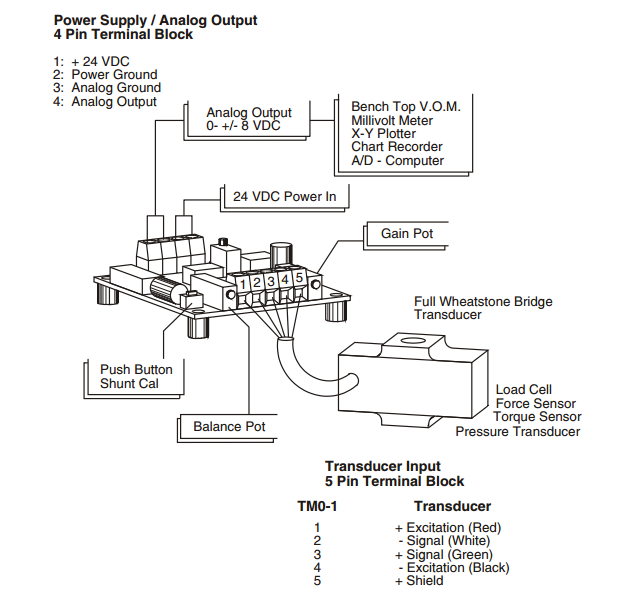 Power Supply / Analog Output
4 Pin Terminal Block
1: + 24 VDC
2: Power Ground
3: Analog Ground
4: Analog Output
Analog Output
0- +/- 8 VDC
Bench Top V.O.M.
Millivolt Meter
X-Y Plotter
Chart Recorder
A/D - Computer
24 VDC Power In
Gain Pot
1 2 3 4 5
Full Wheatstone Bridge
Transducer
Push Button
Shunt Cal
Load Cell
Force Sensor
Torque Sensor
Pressure Transducer
Balance Pot
Transducer Input
5 Pin Terminal Block
TM0-1 Transducer
1 + Excitation (Red)
2 - Signal (White)
3 + Signal (Green)
4 - Excitation (Black)
5 + Shield